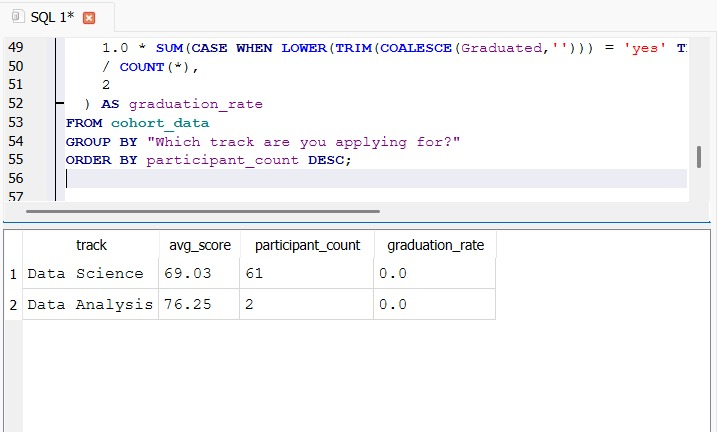 SQL 1*
49 1.0 * SUM(CASE WHEN LOWER(TRIM(COALESCE(Graduated,''))) = 'yes' T
50 / COUNT(*),
51 2
52 ) AS graduation_rate
53 FROM cohort_data
54 GROUP BY "Which track are you applying for?"
55 ORDER BY participant_count DESC;
56
57
track avg_score participant_count graduation_rate
1 Data Science 69.03 61 0.0
2 Data Analysis 76.25 2 0.0